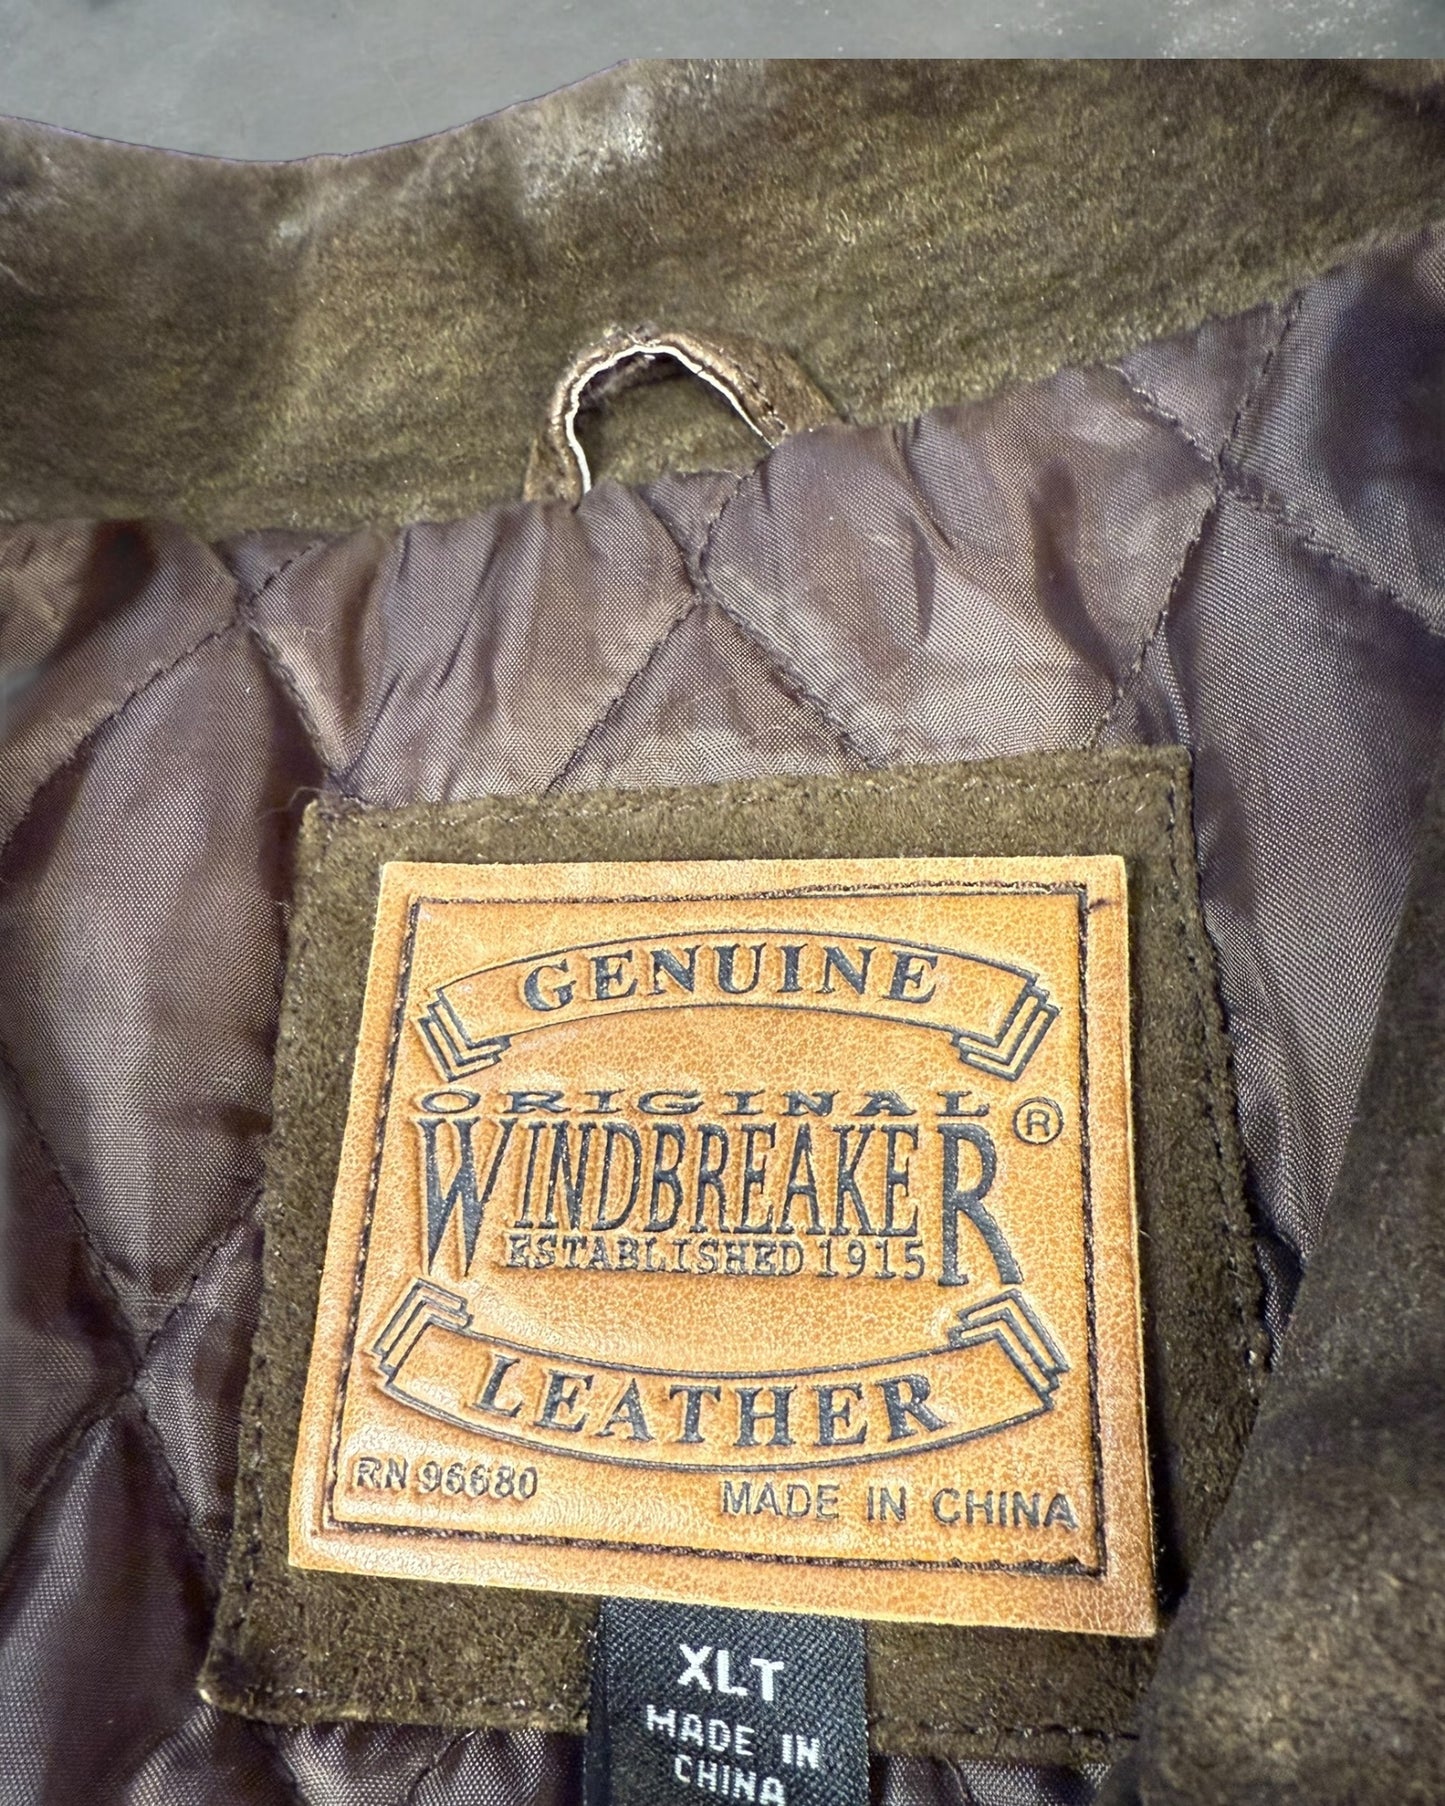 GENUINE
ORIGINAL
WINDBREAKER ®
ESTABLISHED 1915
LEATHER
RN 96680 MADE IN CHINA
XLT
MADE IN
CHINA